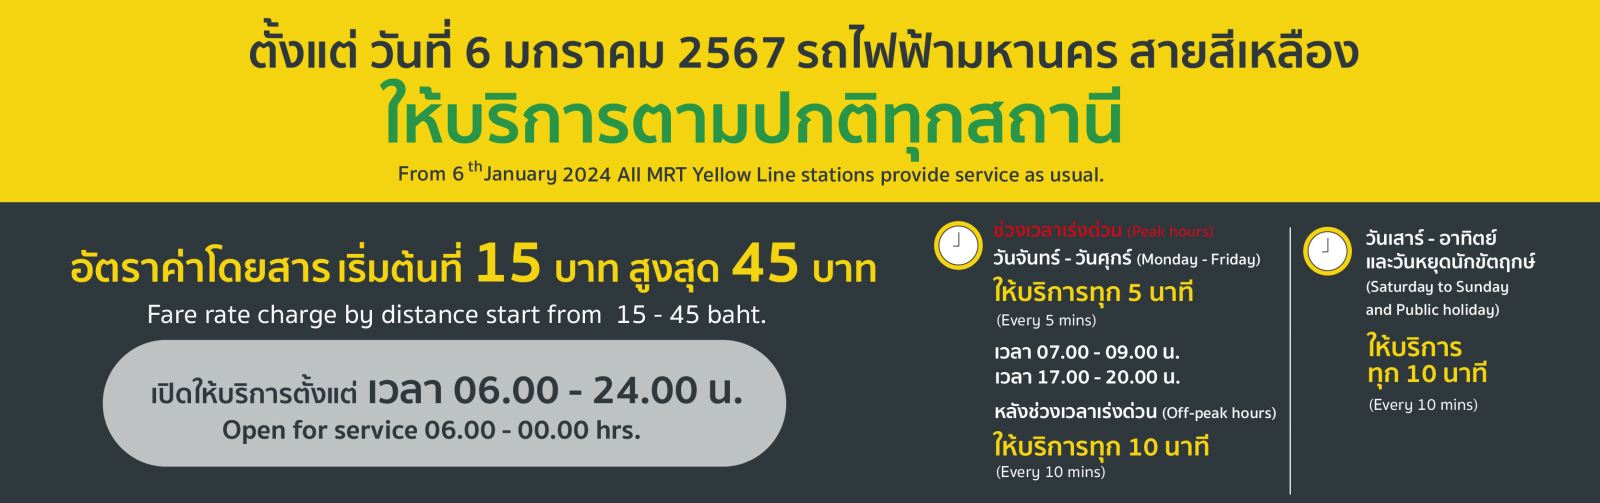 ตั้งแต่ วันที่ 6 มกราคม 2567 รถไฟฟ้ามหานคร สายสีเหลือง
ให้บริการตามปกติทุกสถานี
From 6 th January 2024 All MRT Yellow Line stations provide service as usual.
อัตราค่าโดยสาร เริ่มต้นที่ 15 บาท สูงสุด 45 บาท
Fare rate charge by distance start from 15 - 45 baht.
เปิดให้บริการตั้งแต่ เวลา 06.00 - 24.00 น.
Open for service 06.00 - 00.00 hrs.
ช่วงเวลาเร่งด่วน (Peak hours)
วันจันทร์ - วันศุกร์ (Monday - Friday)
ให้บริการทุก 5 นาที
(Every 5 mins)
เวลา 07.00 - 09.00 น.
เวลา 17.00 - 20.00 น.
หลังช่วงเวลาเร่งด่วน (Off-peak hours)
ให้บริการทุก 10 นาที
(Every 10 mins)
วันเสาร์ - อาทิตย์
และวันหยุดนักขัตฤกษ์
(Saturday to Sunday
and Public holiday)
ให้บริการ
ทุก 10 นาที
(Every 10 mins)